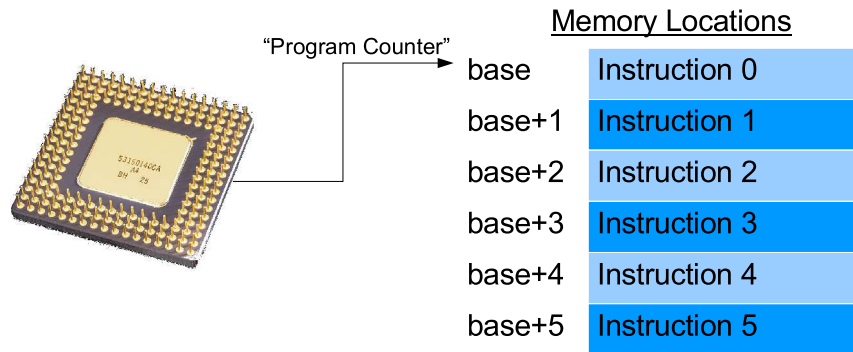 Memory Locations
“Program Counter”
base Instruction 0
base+1 Instruction 1
base+2 Instruction 2
base+3 Instruction 3
base+4 Instruction 4
base+5 Instruction 5
A4